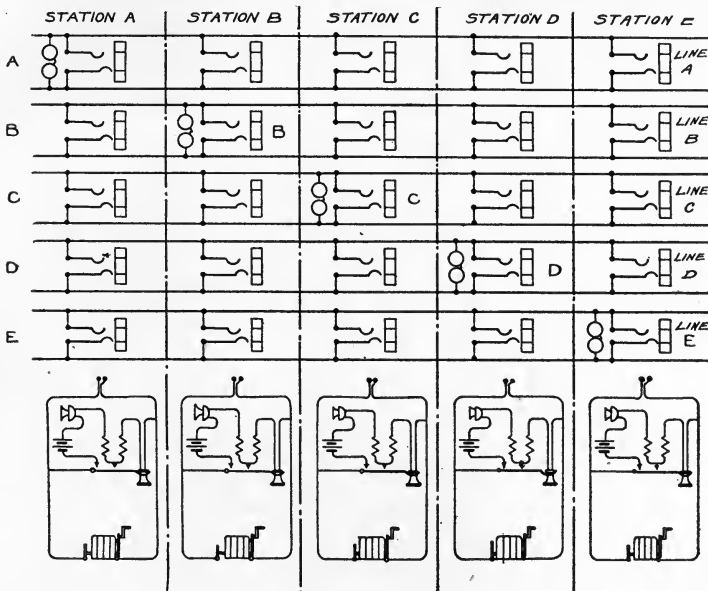 STATION A STATION B STATION C STATION D STATION E
A LINE A
B B LINE B
C C LINE C
D D LINE D
E LINE E